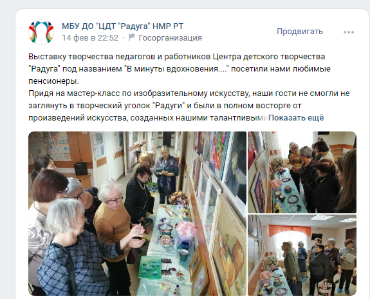 МБУ ДО "ЦДТ "Радуга" НМР РТ
14 фев в 22:52 · Госорганизация
Продвигать
Выставку творчества педагогов и работников Центра детского творчества
"Радуга" под названием "В минуты вдохновения...." посетили нами любимые
пенсионеры.
Придя на мастер-класс по изобразительному искусству, наши гости не смогли не
заглянуть в творческий уголок "Радуги" и были в полном восторге от
произведений искусства, созданных нашими талантливыми Показать ещё